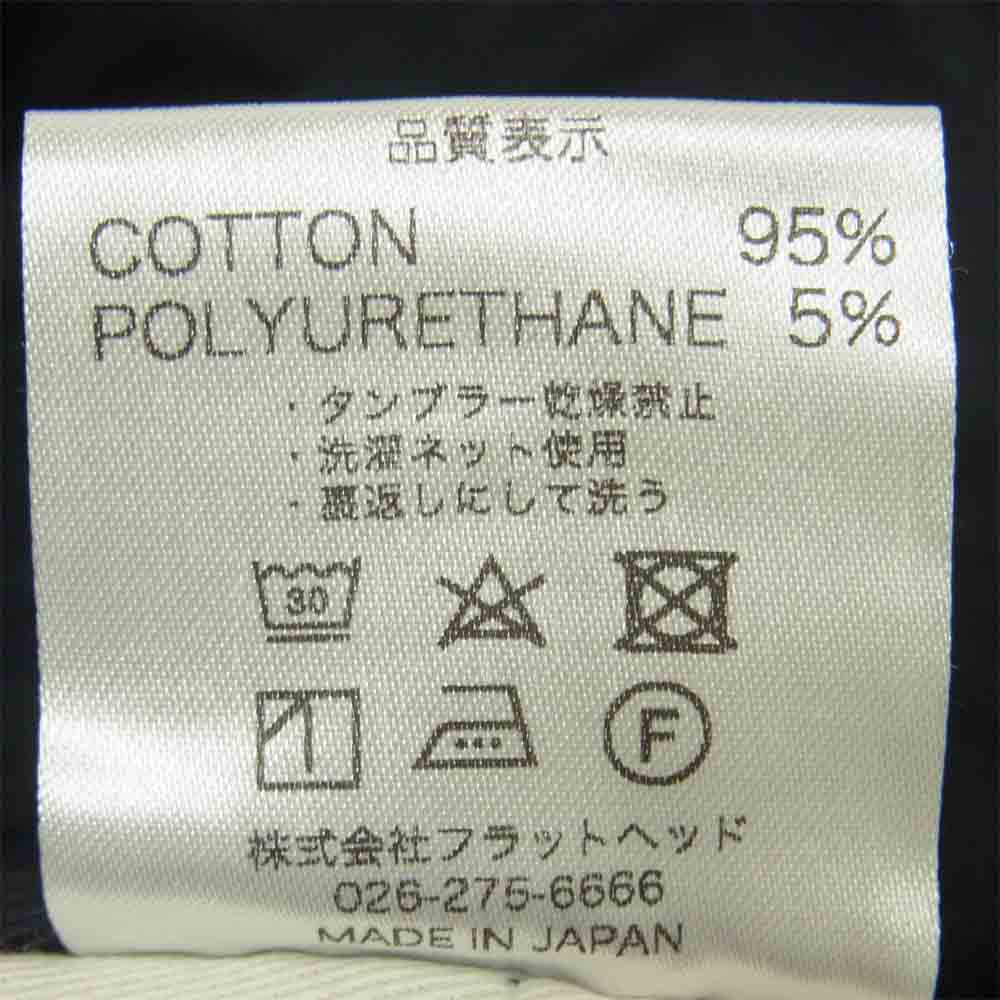 品質表示
COTTON 95%
POLYURETHANE 5%
・タンブラー乾燥禁止
・洗濯ネット使用
・裏返しにして洗う
30
F
株式会社フラットヘッド
026-275-6666
MADE IN JAPAN